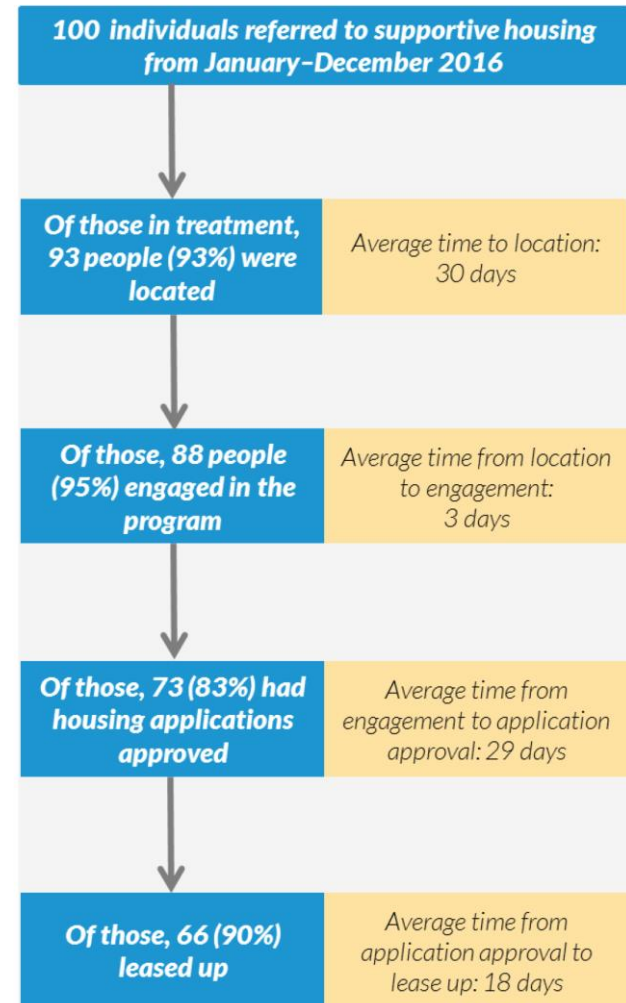 100 individuals referred to supportive housing
from January–December 2016
Of those in treatment,
93 people (93%) were
located
Average time to location:
30 days
Of those, 88 people
(95%) engaged in the
program
Average time from location
to engagement:
3 days
Of those, 73 (83%) had
housing applications
approved
Average time from
engagement to application
approval: 29 days
Of those, 66 (90%)
leased up
Average time from
application approval to
lease up: 18 days